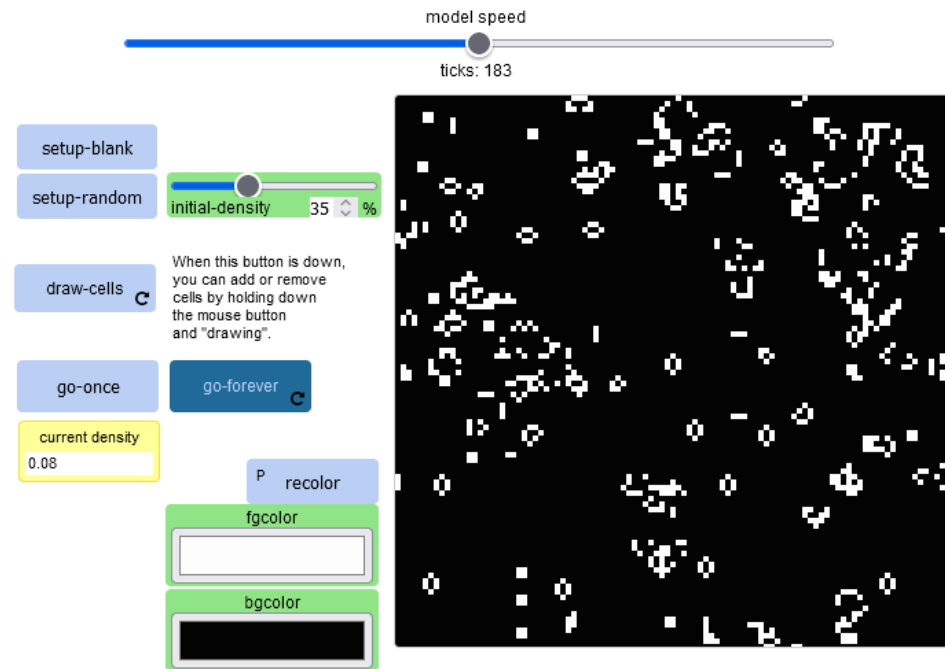 model speed
ticks: 183
setup-blank
setup-random
initial-density 35 %
When this button is down,
you can add or remove
cells by holding down
the mouse button
and "drawing".
draw-cells
go-once
go-forever
current density
0.08
P recolor
fgcolor
bgcolor